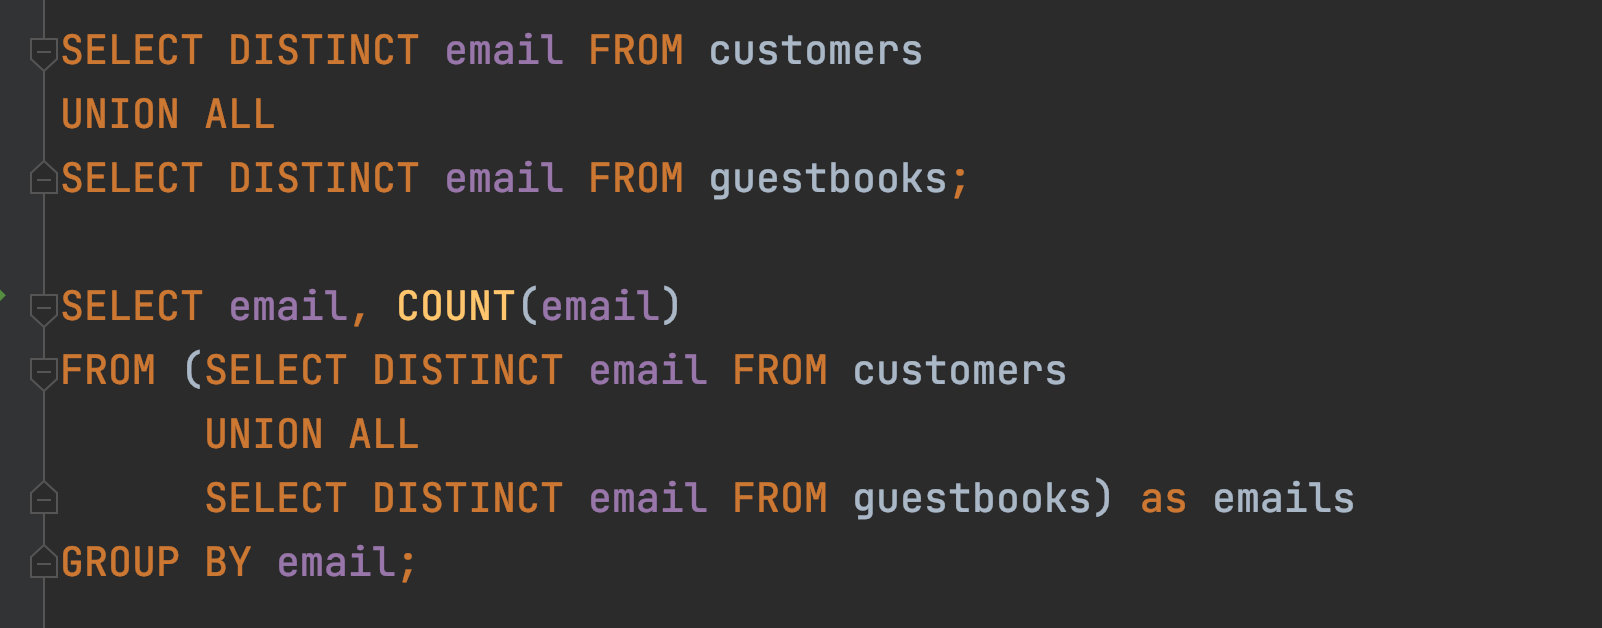 SELECT DISTINCT email FROM customers
UNION ALL
SELECT DISTINCT email FROM guestbooks;
SELECT email, COUNT(email)
FROM (SELECT DISTINCT email FROM customers
UNION ALL
SELECT DISTINCT email FROM guestbooks) as emails
GROUP BY email;